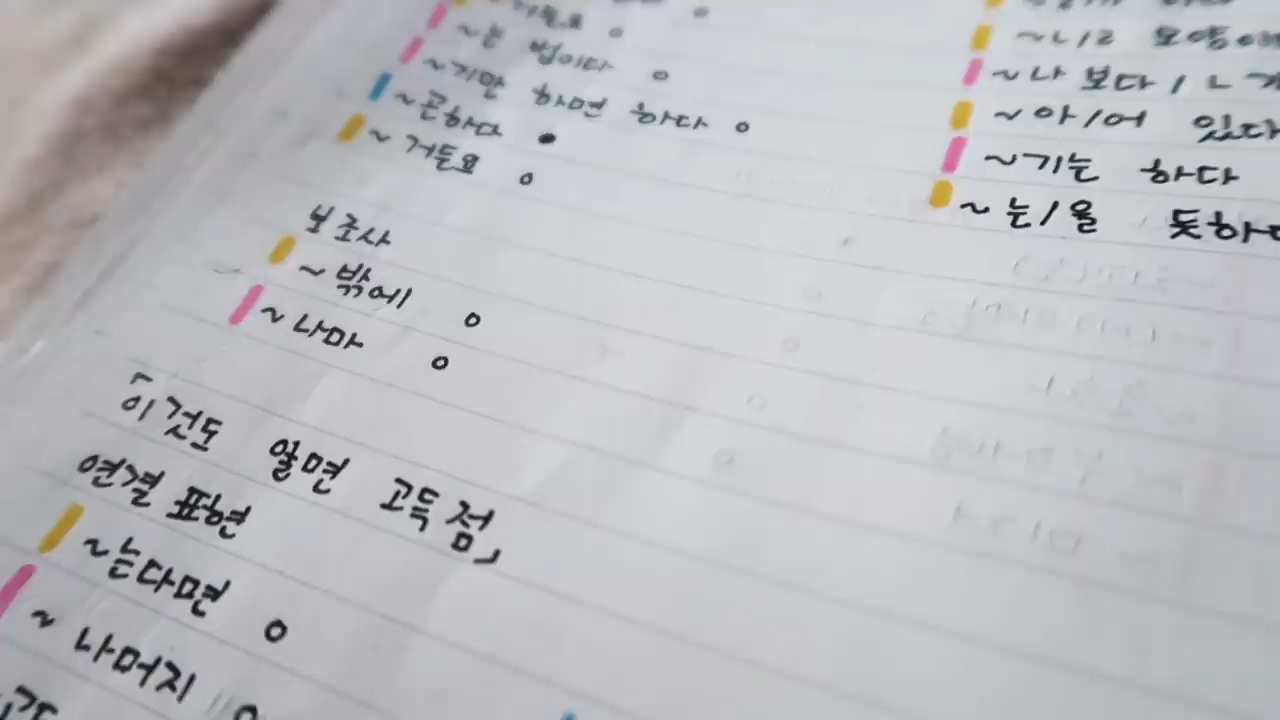 ~는 법이다
~기만 하면 하다
~곤하다
~거든요
보조사
~밖에
~나마
「이것도 알면 고득점」
연결 표현
~는다면
~나머지
~나 보다 / ㄴ
~아/어 있다
~기는 하다
~는/을 듯하다